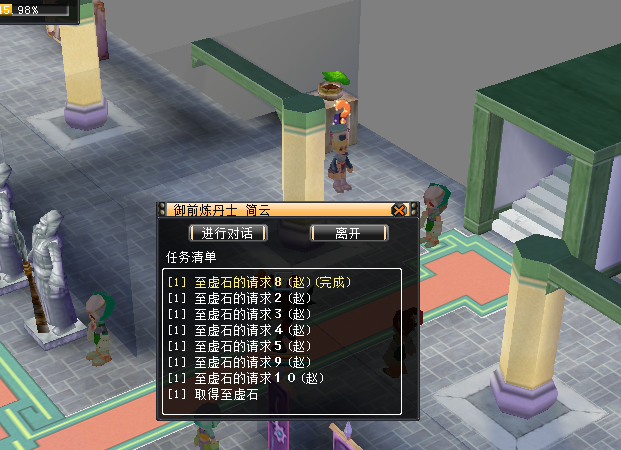 98%
御前炼丹士 简云
进行对话 离开
任务清单
[1] 至虚石的请求8(赵)(完成)
[1] 至虚石的请求2(赵)
[1] 至虚石的请求3(赵)
[1] 至虚石的请求4(赵)
[1] 至虚石的请求5(赵)
[1] 至虚石的请求9(赵)
[1] 至虚石的请求10(赵)
[1] 取得至虚石